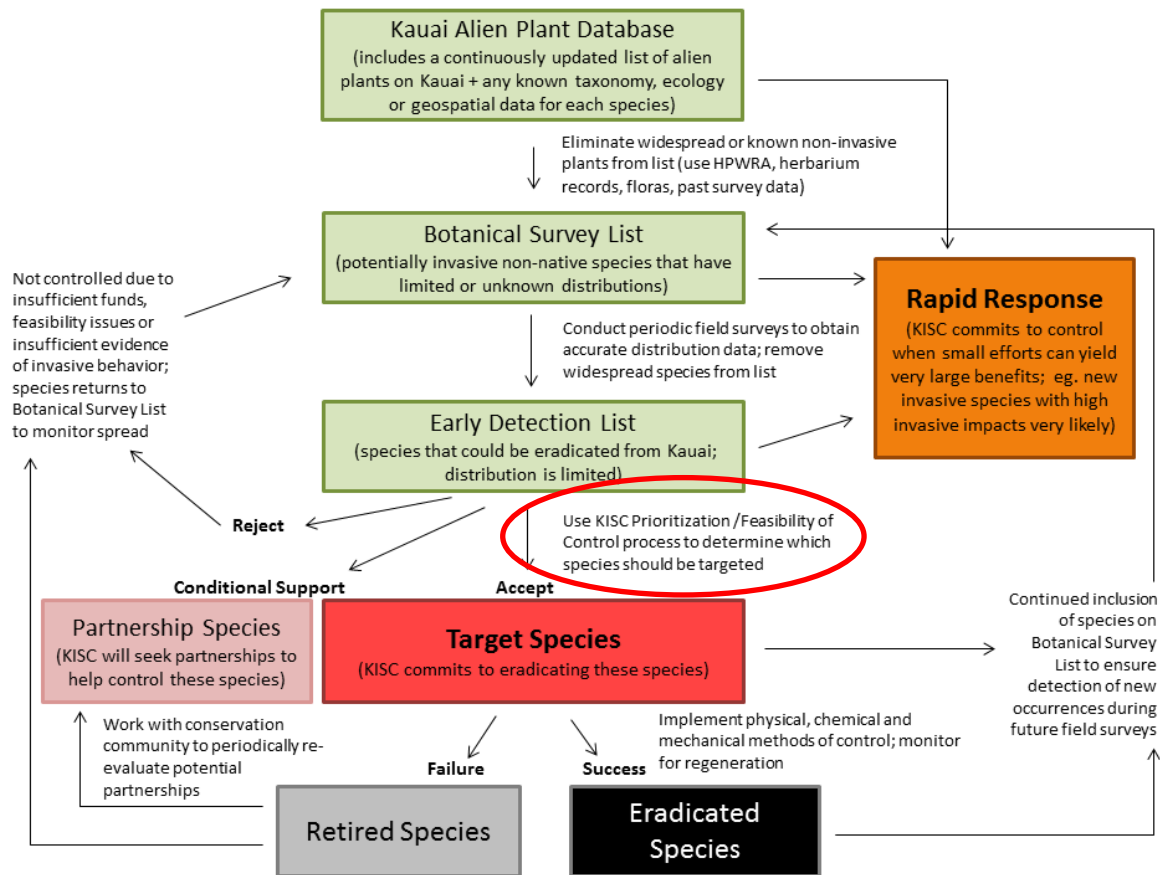 Kauai Alien Plant Database
(includes a continuously updated list of alien
plants on Kauai + any known taxonomy, ecology
or geospatial data for each species)
Eliminate widespread or known non-invasive
plants from list (use HPWRA, herbarium
records, floras, past survey data)
Botanical Survey List
(potentially invasive non-native species that have
limited or unknown distributions)
Rapid Response
(KISC commits to control
when small efforts can yield
very large benefits; eg. new
invasive species with high
invasive impacts very likely)
Not controlled due to
insufficient funds,
feasibility issues or
insufficient evidence
of invasive behavior;
species returns to
Botanical Survey List
to monitor spread
Conduct periodic field surveys to obtain
accurate distribution data; remove
widespread species from list
Early Detection List
(species that could be eradicated from Kauai;
distribution is limited)
Reject
Use KISC Prioritization /Feasibility of
Control process to determine which
species should be targeted
Conditional Support
Accept
Partnership Species
(KISC will seek partnerships to
help control these species)
Target Species
(KISC commits to eradicating these species)
Continued inclusion
of species on
Botanical Survey
List to ensure
detection of new
occurrences during
future field surveys
Work with conservation
community to periodically re-
evaluate potential
partnerships
Failure
Success
Implement physical, chemical and
mechanical methods of control; monitor
for regeneration
Retired Species
Eradicated
Species